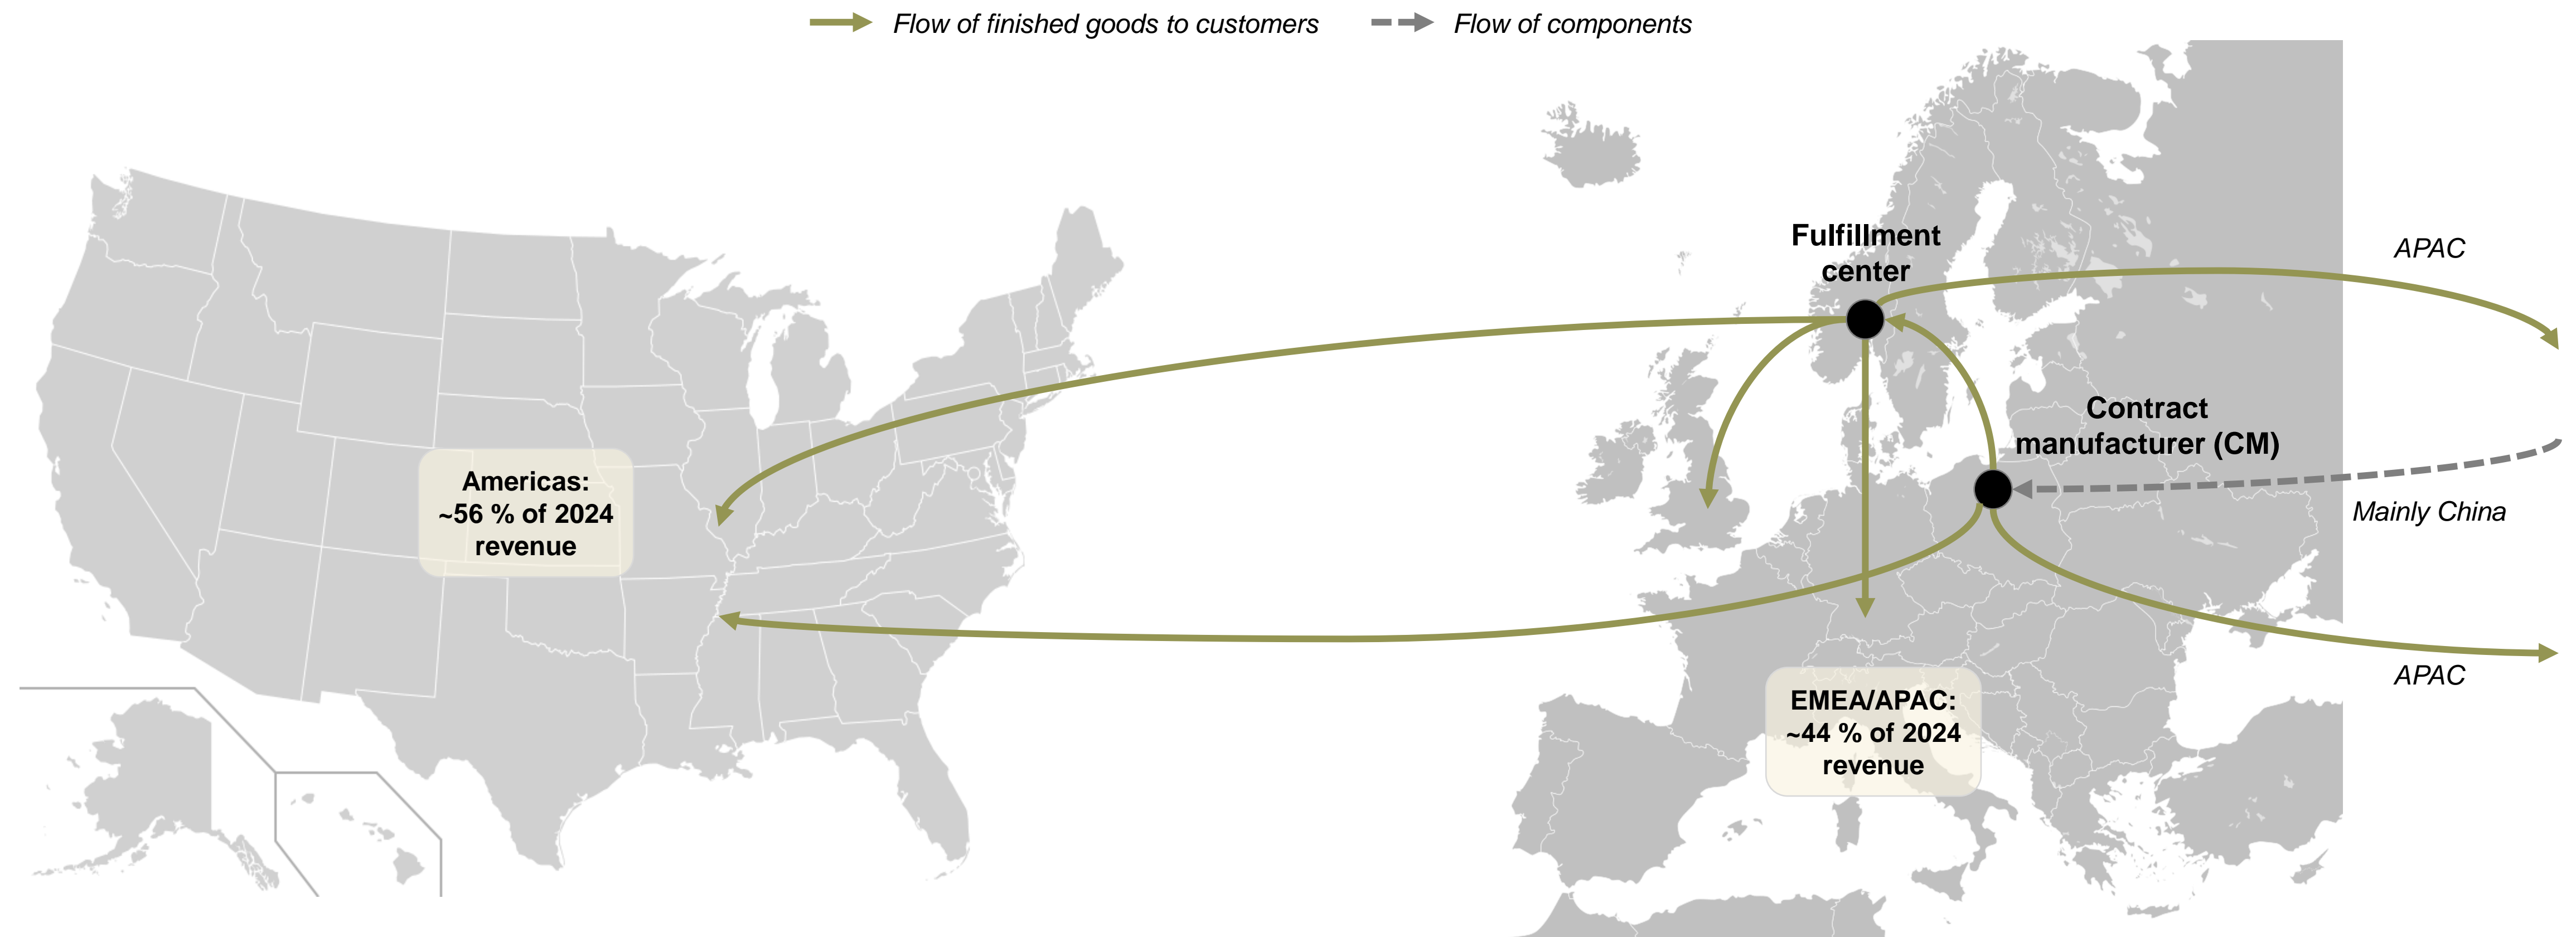 Flow of finished goods to customers
Flow of components
Fulfillment
center
APAC
Contract
manufacturer (CM)
Americas:
~56 % of 2024
revenue
Mainly China
APAC
EMEA/APAC:
~44 % of 2024
revenue